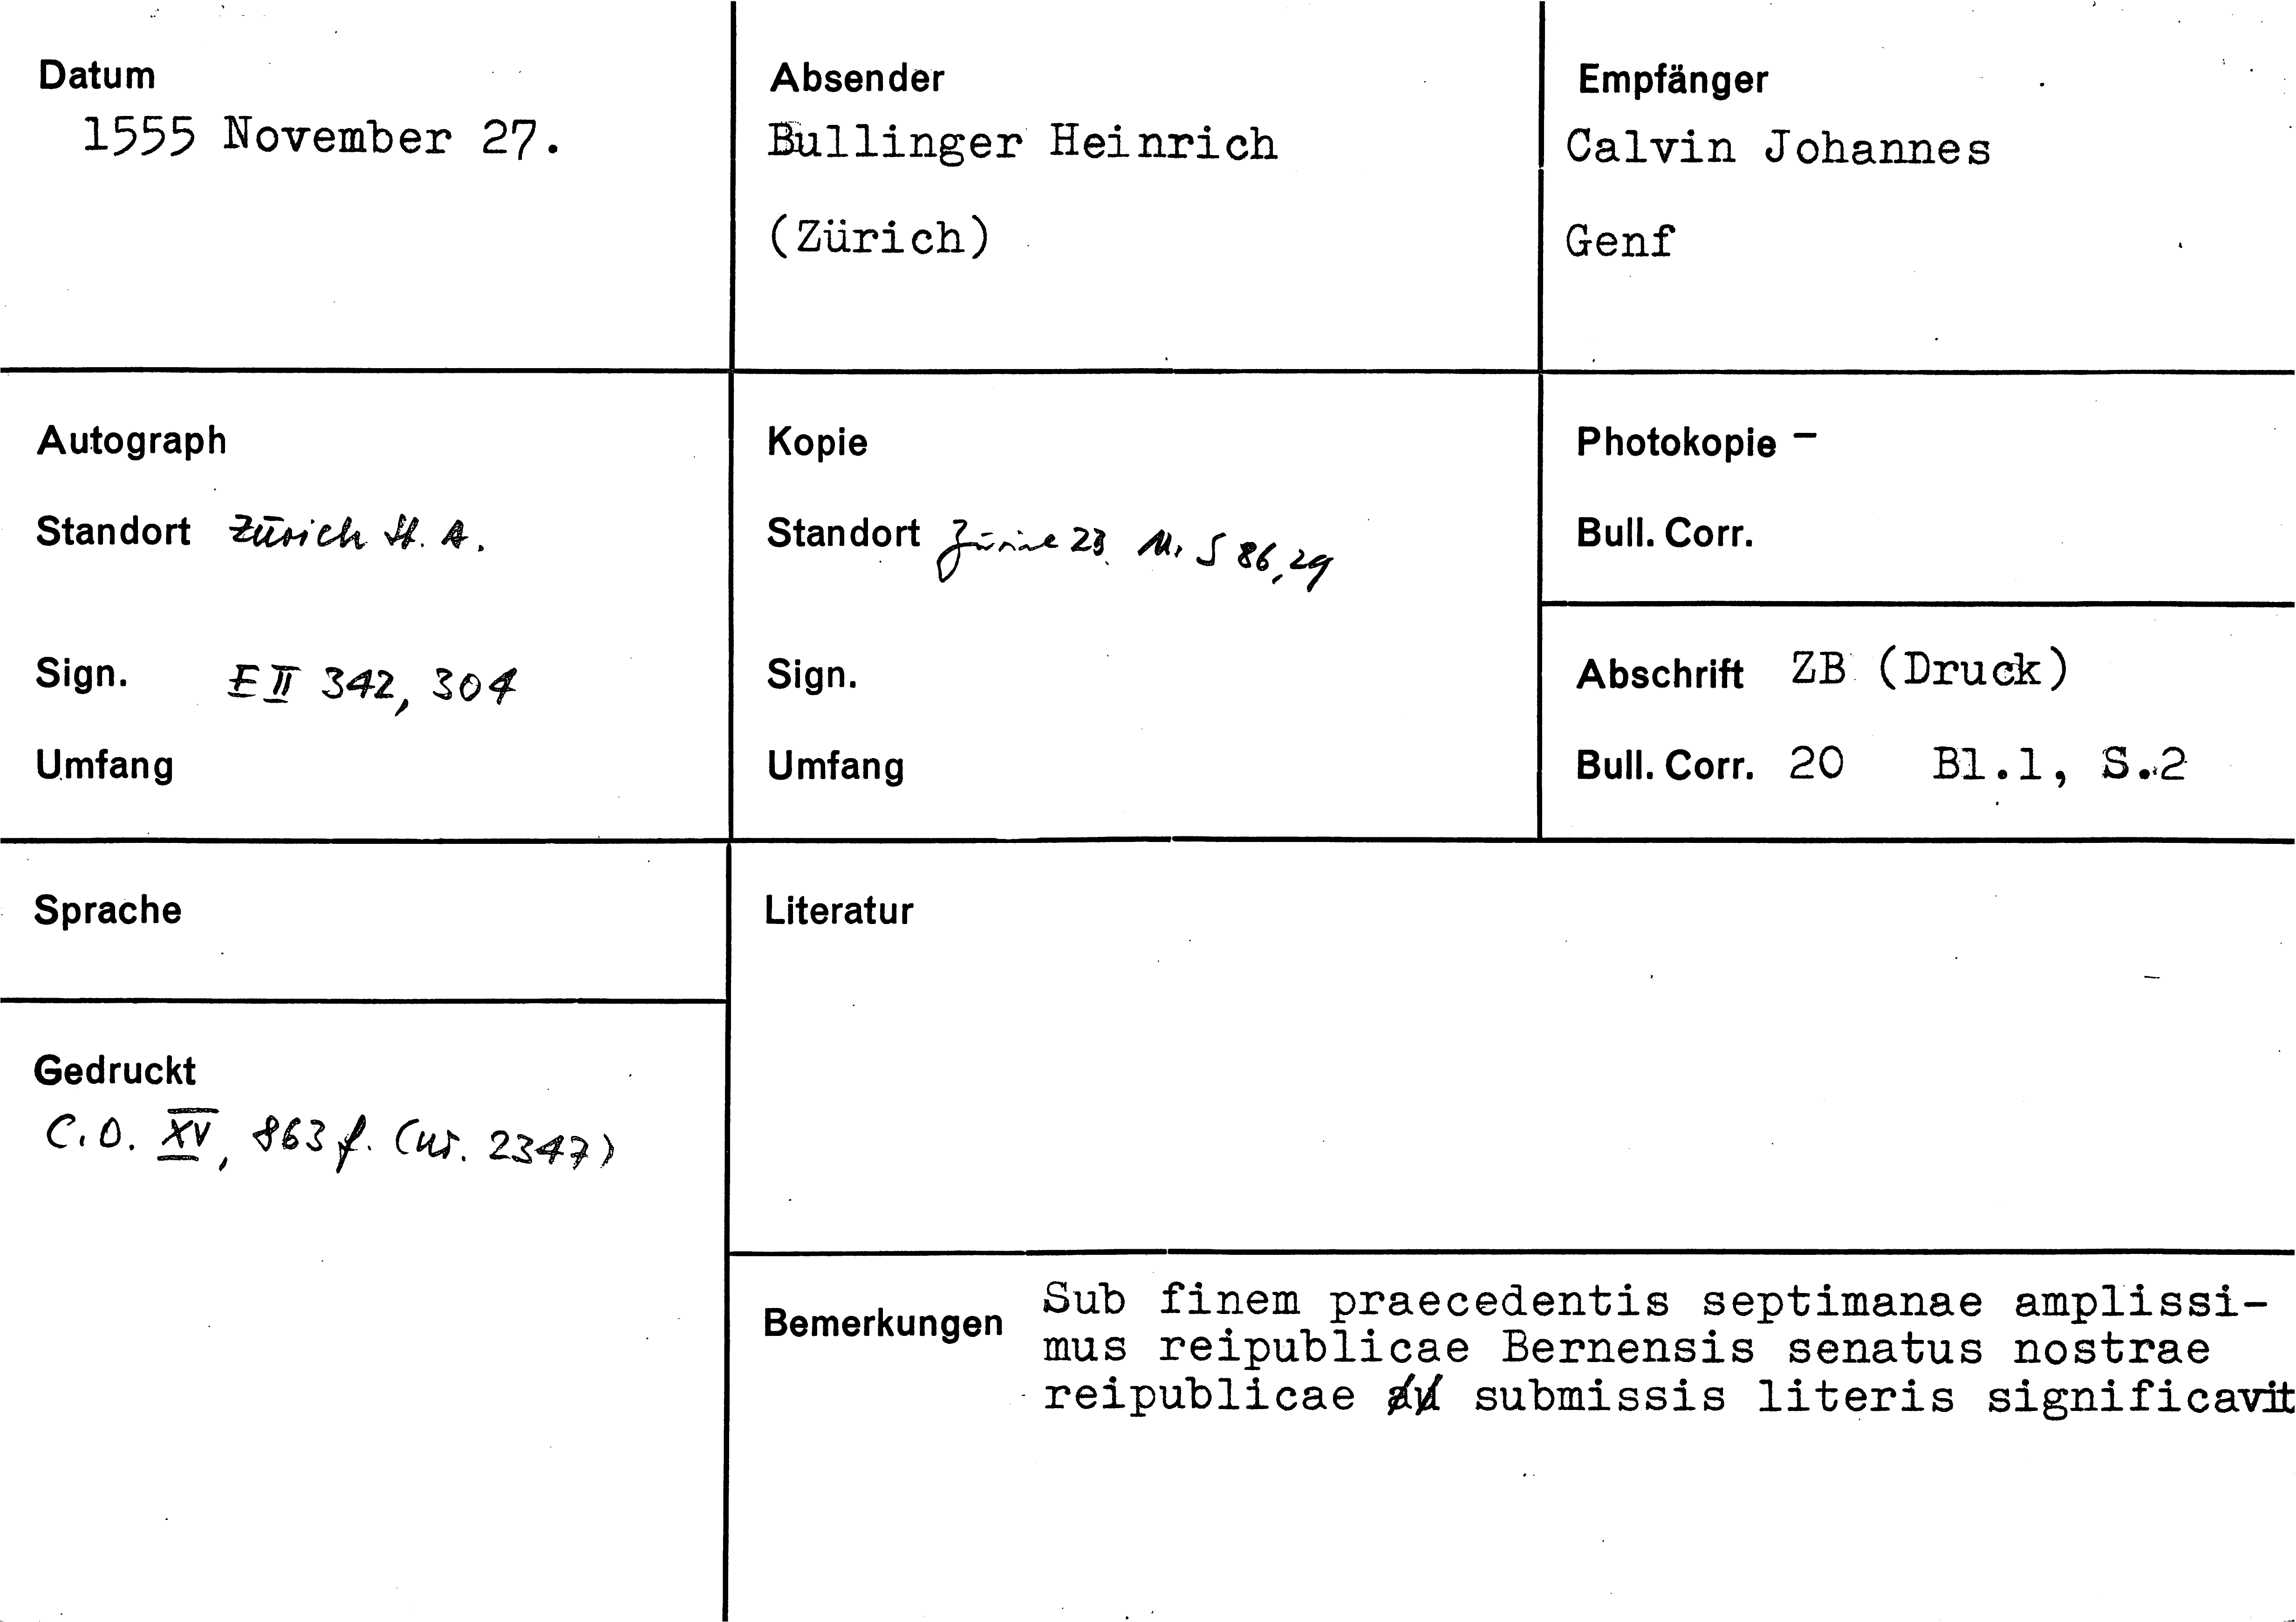 Datum
1555 November 27.
Absender
Bullinger Heinrich
(Zürich)
Empfänger
Calvin Johannes
Genf
Autograph
Standort Zürich St. A.
Sign. E II 342, 304
Umfang
Kopie
Standort Zürich ZB Ms S 86, 29
Sign.
Umfang
Photokopie –
Bull. Corr.
Abschrift ZB (Druck)
Bull. Corr. 20 Bl.1, S.2
Sprache
Gedruckt
C.O. XV, 863 f. (nr. 2347)
Literatur
Bemerkungen Sub finem praecedentis septimanae amplissi-
mus reipublicae Bernensis senatus nostrae
reipublicae submissis literis significavit